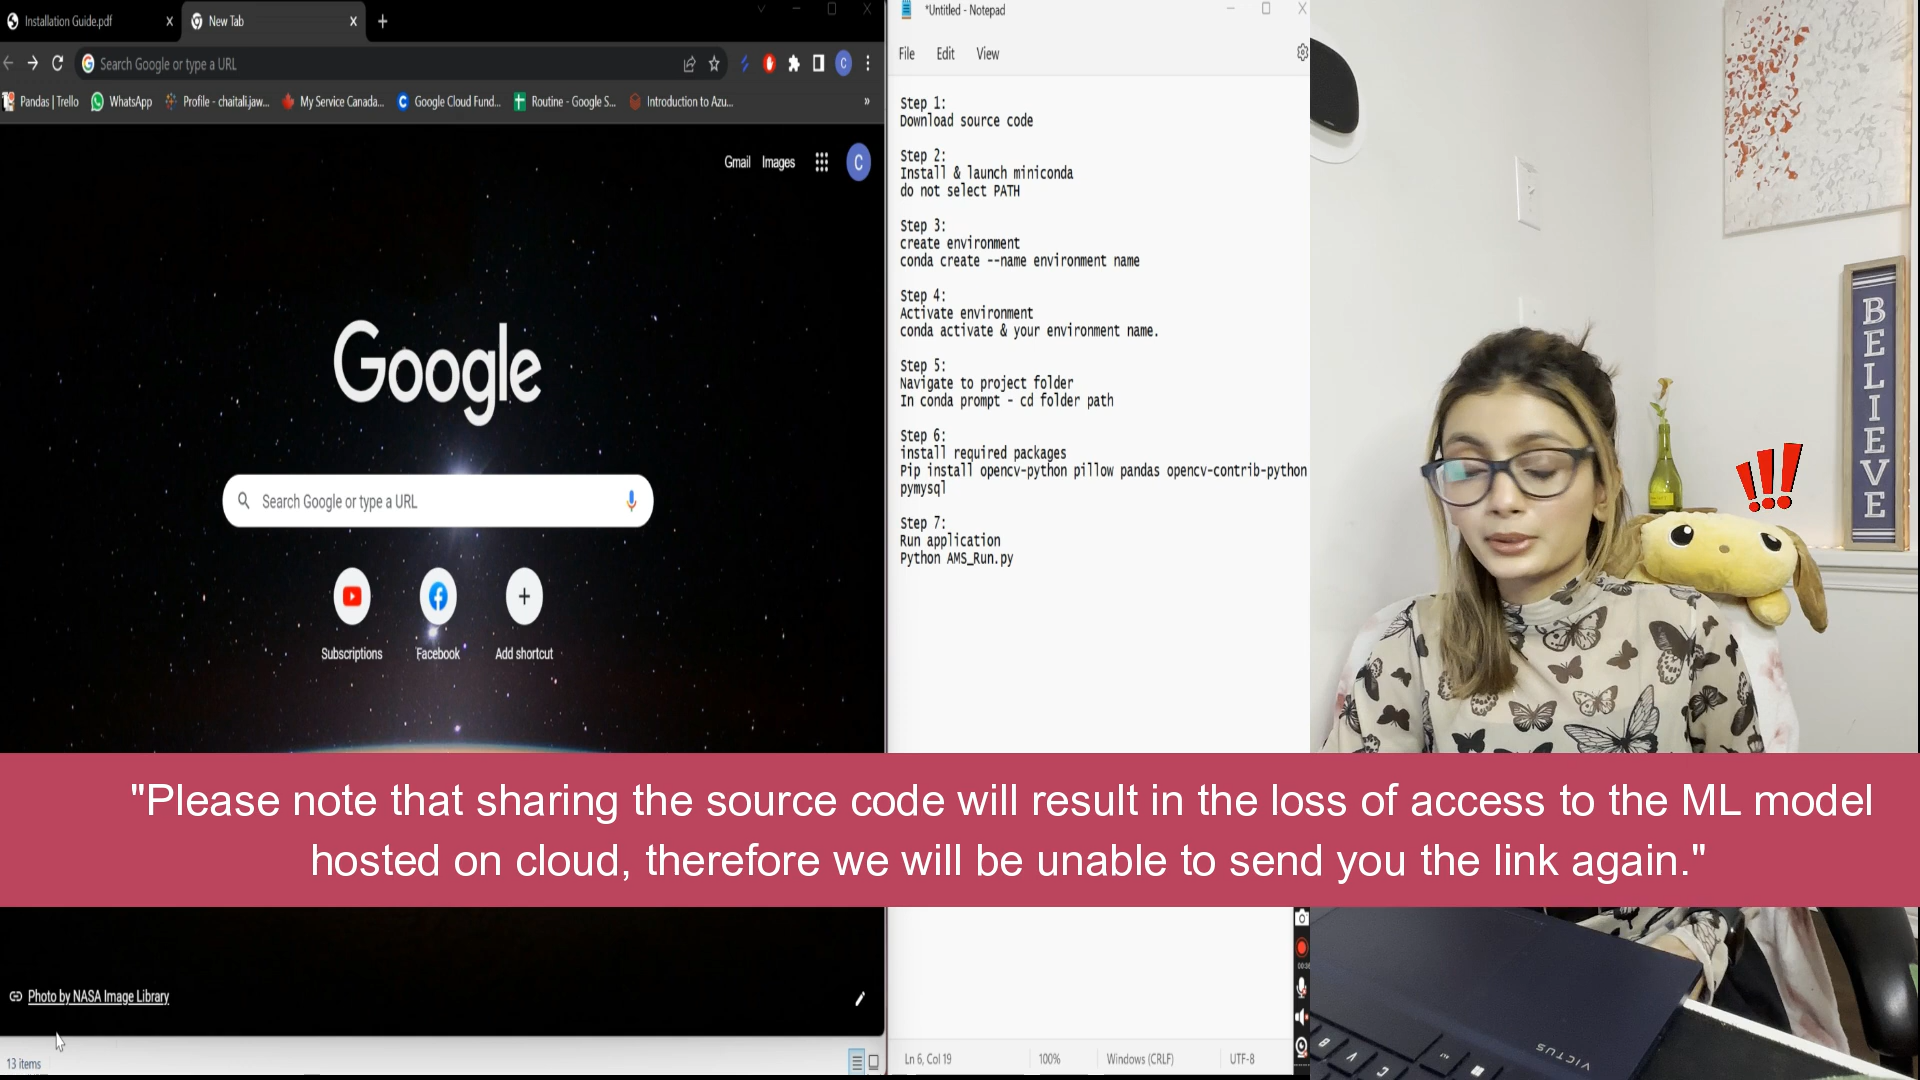 Installation Guide.pdf
New Tab
Search Google or type a URL
Pandas | Trello
WhatsApp
Profile - chaitali.jaw...
My Service Canada...
Google Cloud Fund...
Routine - Google S...
Introduction to Azu...
»
Gmail
Images
C
Google
Search Google or type a URL
Subscriptions
Facebook
Add shortcut
Photo by NASA Image Library
13 items
*Untitled - Notepad
File
Edit
View
Step 1:
Download source code
Step 2:
Install & launch miniconda
do not select PATH
Step 3:
create environment
conda create --name environment name
Step 4:
Activate environment
conda activate & your environment name.
Step 5:
Navigate to project folder
In conda prompt - cd folder path
Step 6:
install required packages
Pip install opencv-python pillow pandas opencv-contrib-python
pymysql
Step 7:
Run application
Python AMS_Run.py
Ln 6, Col 19
100%
Windows (CRLF)
UTF-8
BELIEVE
!!!
"Please note that sharing the source code will result in the loss of access to the ML model
hosted on cloud, therefore we will be unable to send you the link again."
VICTUS